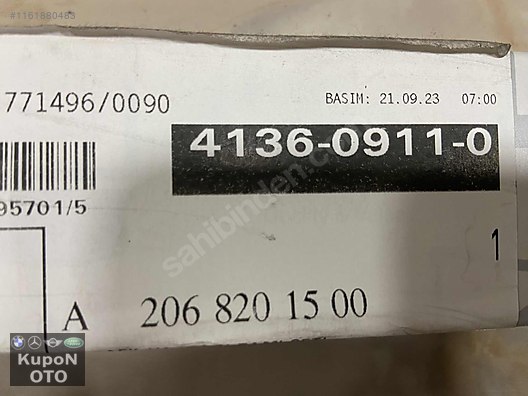 #1161880483
771496/0090
BASIM: 21.09.23 07:00
4136-0911-0
95701/5
sahibinden.com
1
A 206 820 15 00
KupoN
OTO